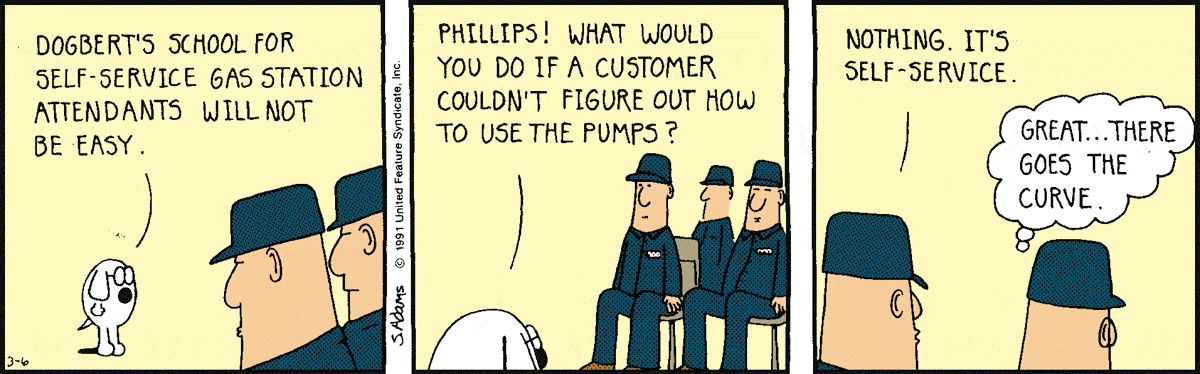 DOGBERT'S SCHOOL FOR
SELF-SERVICE GAS STATION
ATTENDANTS WILL NOT
BE EASY.
3-6
S.Adams
© 1991 United Feature Syndicate, Inc.
PHILLIPS! WHAT WOULD
YOU DO IF A CUSTOMER
COULDN'T FIGURE OUT HOW
TO USE THE PUMPS?
NOTHING. IT'S
SELF-SERVICE.
GREAT...THERE
GOES THE
CURVE.